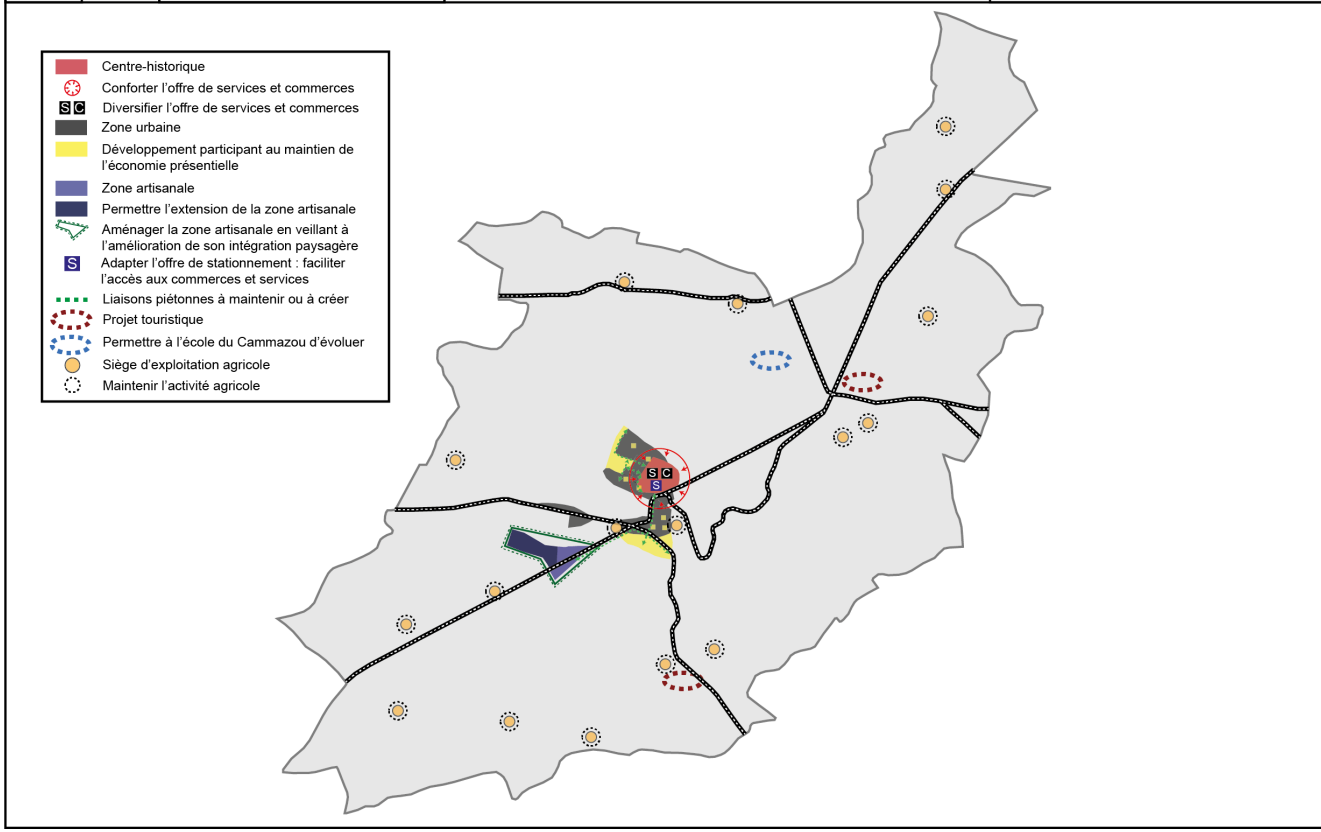 Centre-historique
Conforter l'offre de services et commerces
S C Diversifier l'offre de services et commerces
Zone urbaine
Développement participant au maintien de
l'économie présentielle
Zone artisanale
Permettre l'extension de la zone artisanale
Aménager la zone artisanale en veillant à
l'amélioration de son intégration paysagère
S Adapter l'offre de stationnement : faciliter
l'accès aux commerces et services
Liaisons piétonnes à maintenir ou à créer
Projet touristique
Permettre à l'école du Cammazou d'évoluer
Siège d'exploitation agricole
Maintenir l'activité agricole
S C
S